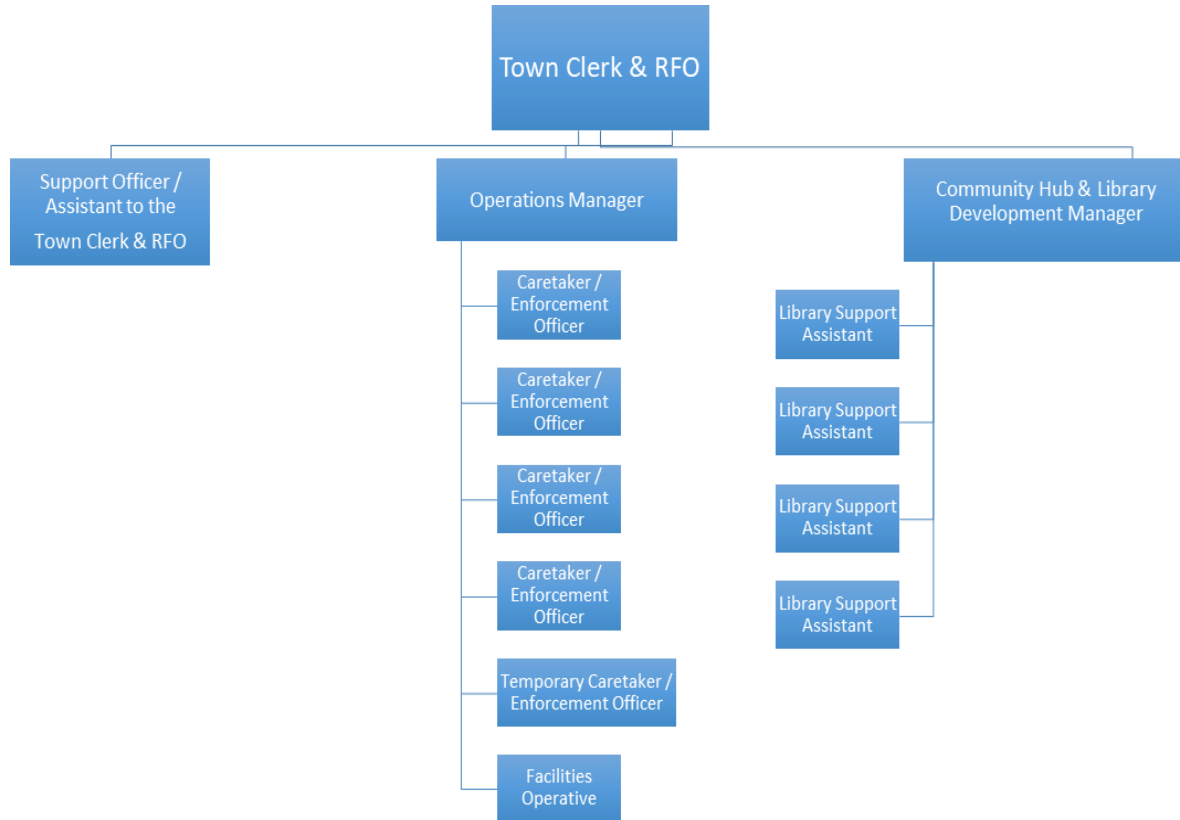 Town Clerk & RFO
Support Officer /
Assistant to the
Town Clerk & RFO
Operations Manager
Community Hub & Library
Development Manager
Caretaker /
Enforcement
Officer
Caretaker /
Enforcement
Officer
Caretaker /
Enforcement
Officer
Caretaker /
Enforcement
Officer
Temporary Caretaker /
Enforcement Officer
Facilities
Operative
Library Support
Assistant
Library Support
Assistant
Library Support
Assistant
Library Support
Assistant